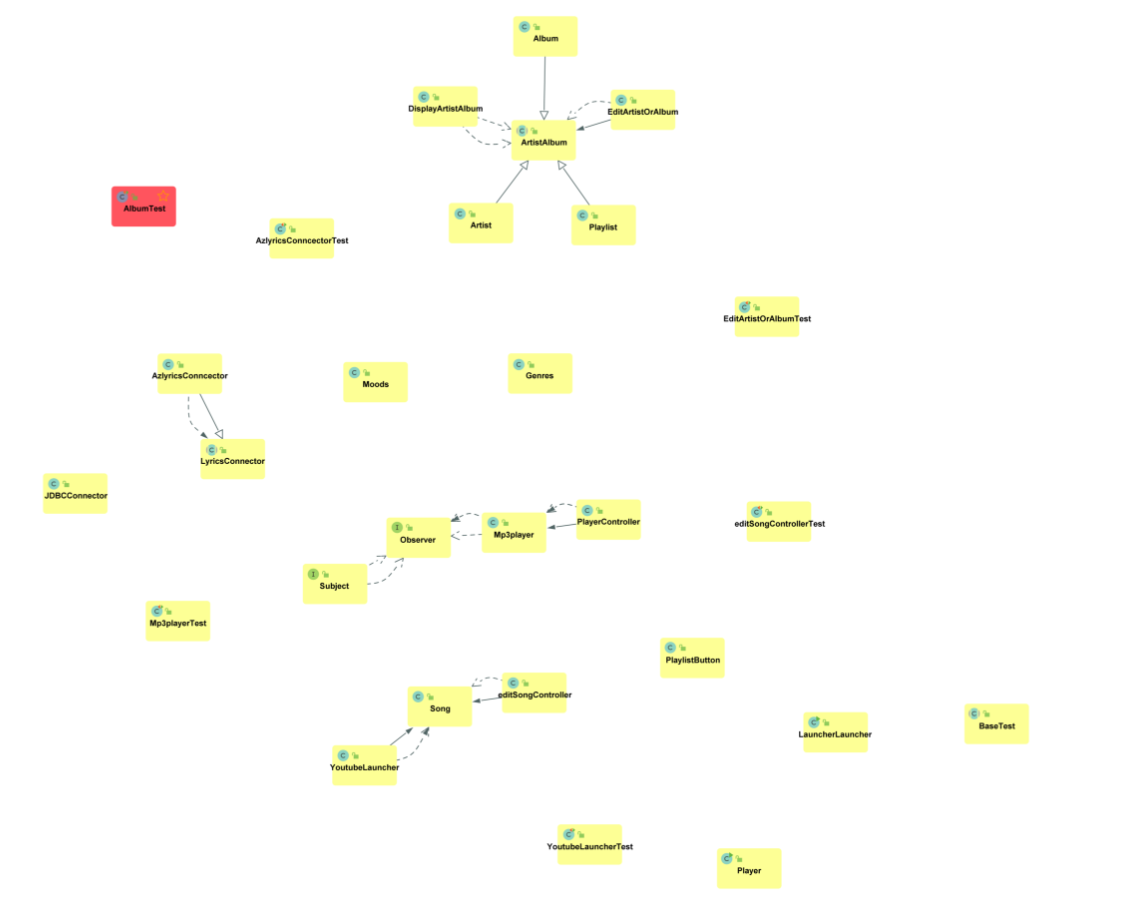 Album
DisplayArtistAlbum
EditArtistOrAlbum
ArtistAlbum
AlbumTest
Artist
Playlist
AzlyricsConncectorTest
EditArtistOrAlbumTest
AzlyricsConncector
Moods
Genres
LyricsConnector
JDBCConnector
PlayerController
editSongControllerTest
Mp3player
Observer
Subject
Mp3playerTest
PlaylistButton
editSongController
Song
BaseTest
LauncherLauncher
YoutubeLauncher
YoutubeLauncherTest
Player